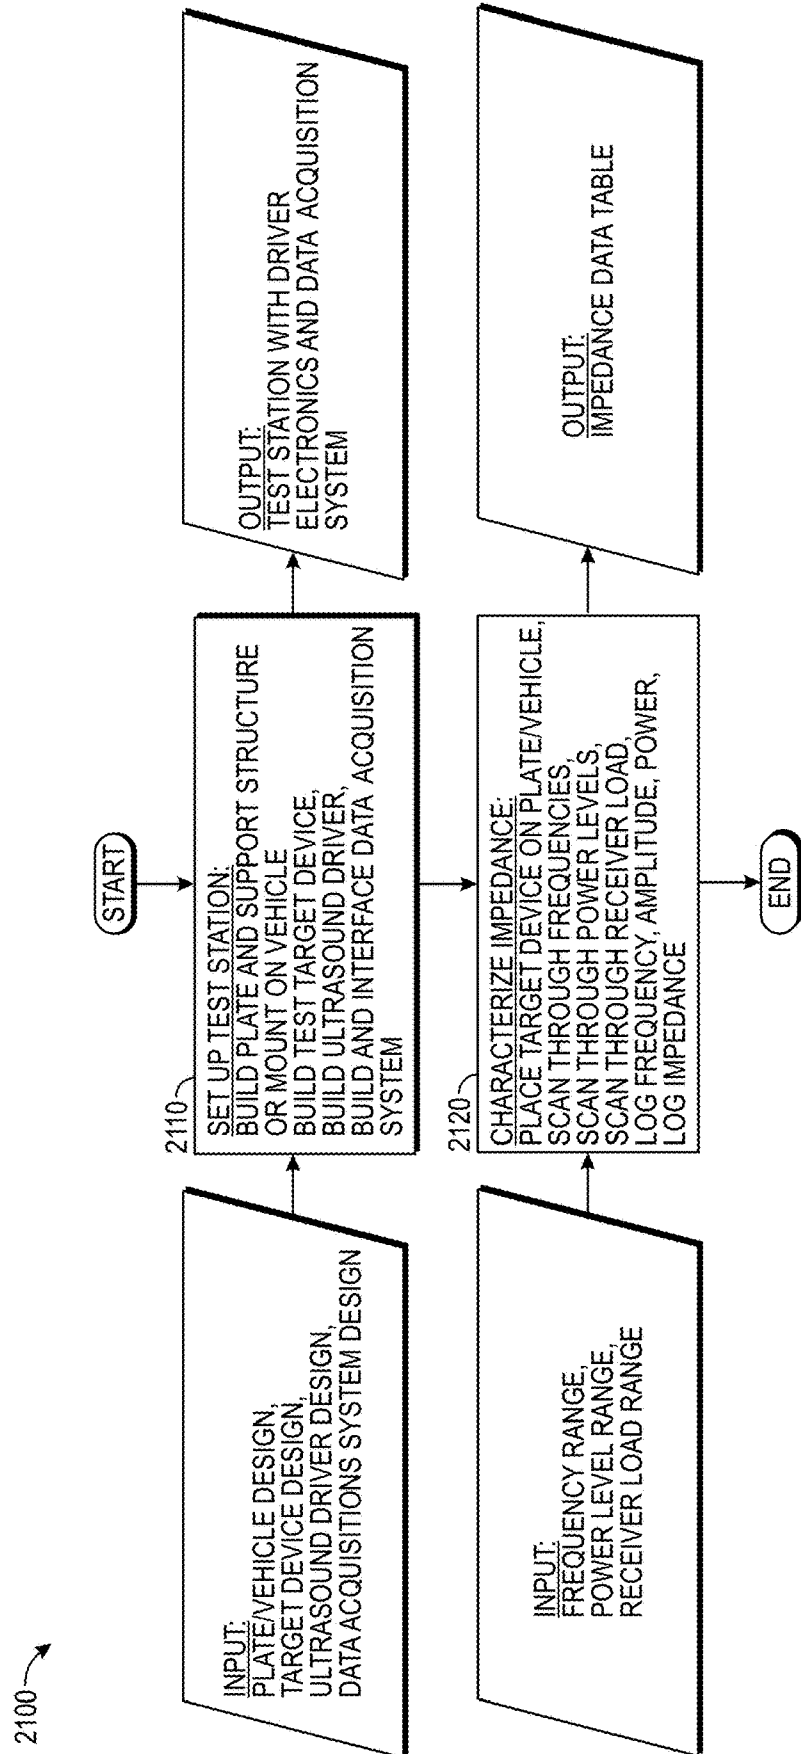 2100
START
INPUT:
PLATE/VEHICLE DESIGN,
TARGET DEVICE DESIGN,
ULTRASOUND DRIVER DESIGN,
DATA ACQUISITIONS SYSTEM DESIGN
2110
SET UP TEST STATION:
BUILD PLATE AND SUPPORT STRUCTURE
OR MOUNT ON VEHICLE
BUILD TEST TARGET DEVICE,
BUILD ULTRASOUND DRIVER,
BUILD AND INTERFACE DATA ACQUISITION
SYSTEM
OUTPUT:
TEST STATION WITH DRIVER
ELECTRONICS AND DATA ACQUISITION
SYSTEM
INPUT:
FREQUENCY RANGE,
POWER LEVEL RANGE,
RECEIVER LOAD RANGE
2120
CHARACTERIZE IMPEDANCE:
PLACE TARGET DEVICE ON PLATE/VEHICLE,
SCAN THROUGH FREQUENCIES,
SCAN THROUGH POWER LEVELS,
SCAN THROUGH RECEIVER LOAD,
LOG FREQUENCY, AMPLITUDE, POWER,
LOG IMPEDANCE
OUTPUT:
IMPEDANCE DATA TABLE
END